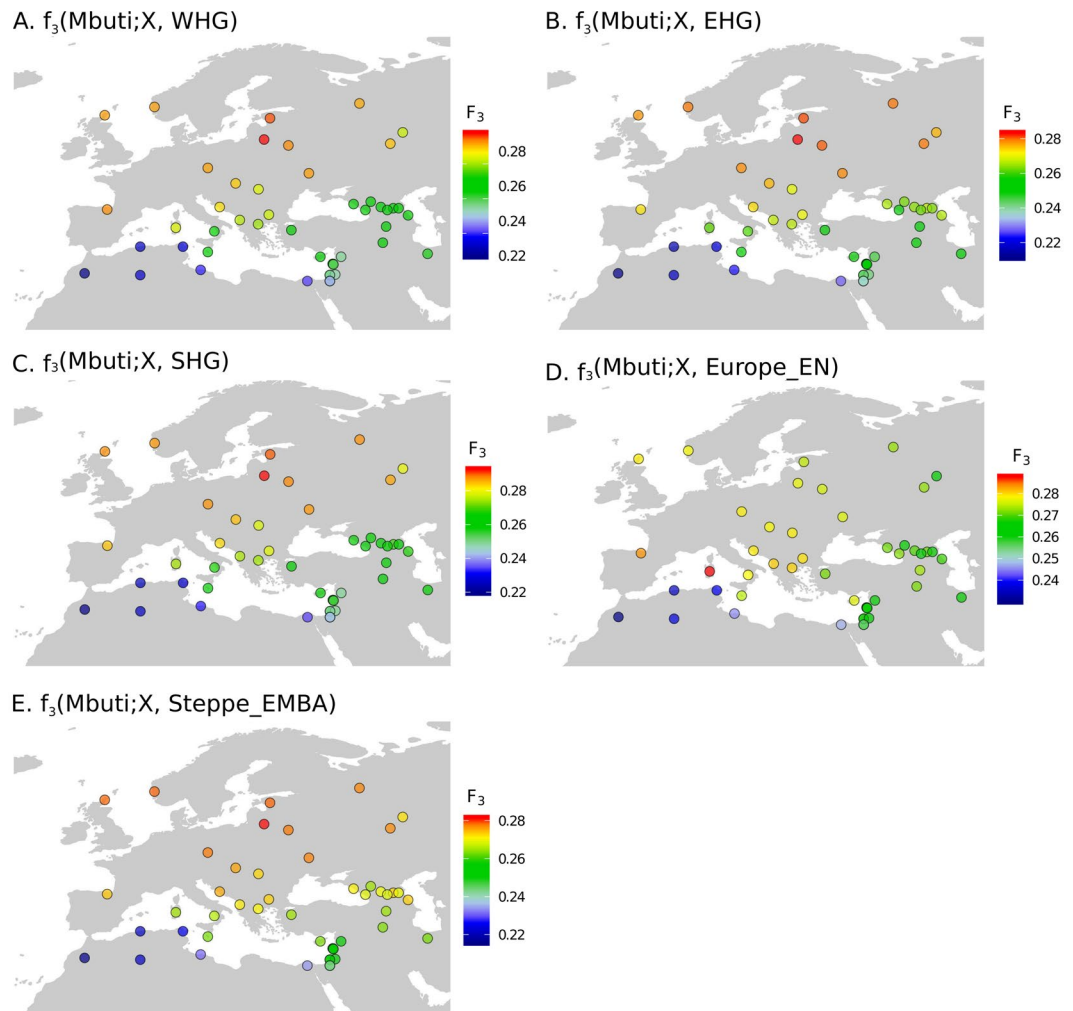 A. f₃(Mbuti;X, WHG)
F₃
0.28
0.26
0.24
0.22
B. f₃(Mbuti;X, EHG)
F₃
0.28
0.26
0.24
0.22
C. f₃(Mbuti;X, SHG)
F₃
0.28
0.26
0.24
0.22
D. f₃(Mbuti;X, Europe_EN)
F₃
0.28
0.27
0.26
0.25
0.24
E. f₃(Mbuti;X, Steppe_EMBA)
F₃
0.28
0.26
0.24
0.22